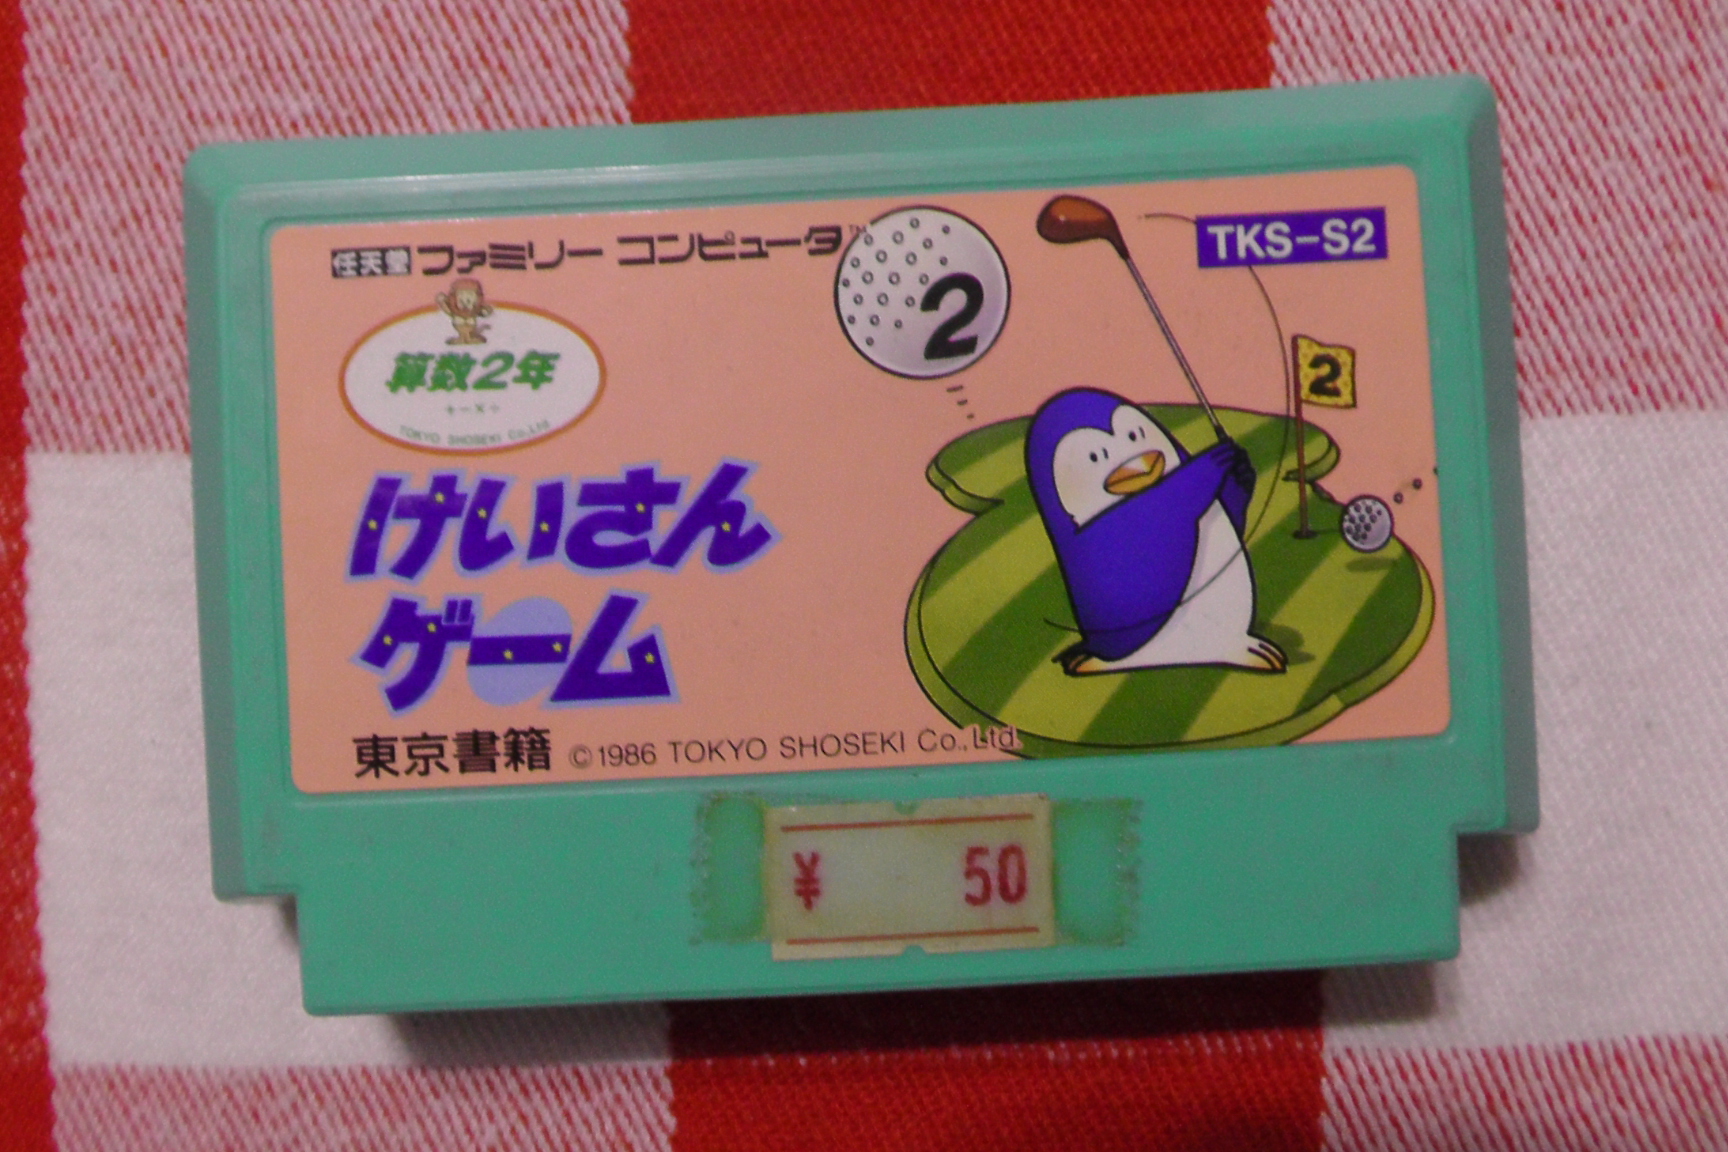 任天堂 ファミリー コンピュータ™
TKS-S2
2
2
算数2年
+-×÷
TOKYO SHOSEKI Co.,Ltd
けいさん
ゲーム
東京書籍 ©1986 TOKYO SHOSEKI Co.,Ltd.
¥ 50